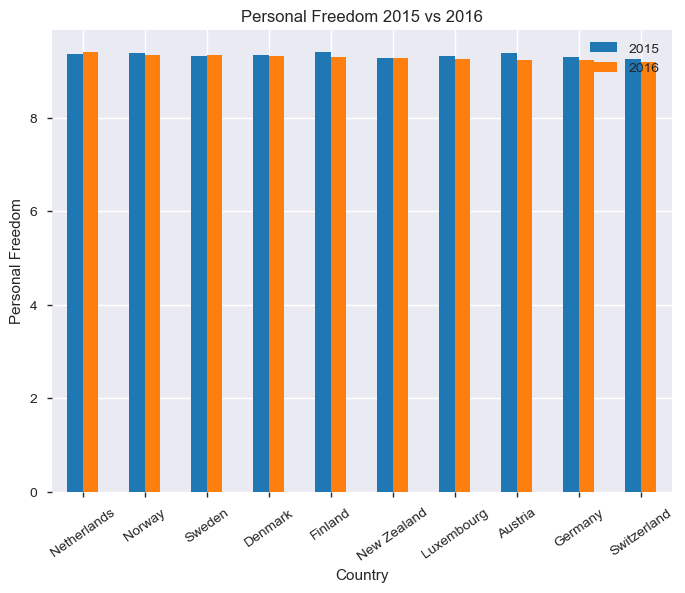 Personal Freedom 2015 vs 2016
2015
2016
Personal Freedom
8
6
4
2
0
Netherlands
Norway
Sweden
Denmark
Finland
New Zealand
Luxembourg
Austria
Germany
Switzerland
Country